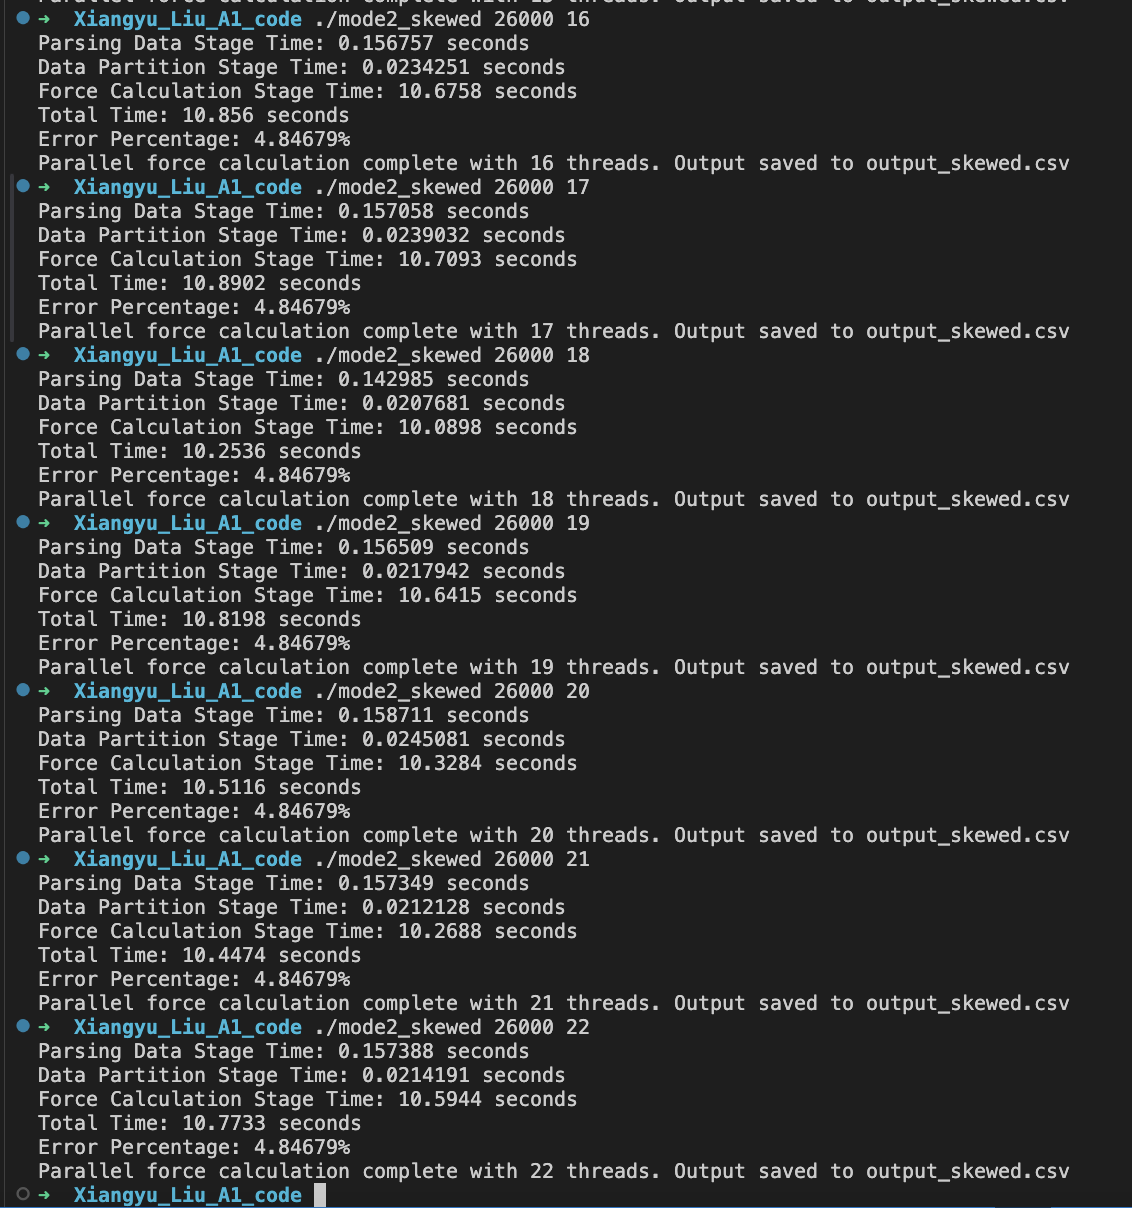 Parallel force calculation complete with 15 threads. Output saved to output_skewed.csv
➜ Xiangyu_Liu_A1_code ./mode2_skewed 26000 16
Parsing Data Stage Time: 0.156757 seconds
Data Partition Stage Time: 0.0234251 seconds
Force Calculation Stage Time: 10.6758 seconds
Total Time: 10.856 seconds
Error Percentage: 4.84679%
Parallel force calculation complete with 16 threads. Output saved to output_skewed.csv
➜ Xiangyu_Liu_A1_code ./mode2_skewed 26000 17
Parsing Data Stage Time: 0.157058 seconds
Data Partition Stage Time: 0.0239032 seconds
Force Calculation Stage Time: 10.7093 seconds
Total Time: 10.8902 seconds
Error Percentage: 4.84679%
Parallel force calculation complete with 17 threads. Output saved to output_skewed.csv
➜ Xiangyu_Liu_A1_code ./mode2_skewed 26000 18
Parsing Data Stage Time: 0.142985 seconds
Data Partition Stage Time: 0.0207681 seconds
Force Calculation Stage Time: 10.0898 seconds
Total Time: 10.2536 seconds
Error Percentage: 4.84679%
Parallel force calculation complete with 18 threads. Output saved to output_skewed.csv
➜ Xiangyu_Liu_A1_code ./mode2_skewed 26000 19
Parsing Data Stage Time: 0.156509 seconds
Data Partition Stage Time: 0.0217942 seconds
Force Calculation Stage Time: 10.6415 seconds
Total Time: 10.8198 seconds
Error Percentage: 4.84679%
Parallel force calculation complete with 19 threads. Output saved to output_skewed.csv
➜ Xiangyu_Liu_A1_code ./mode2_skewed 26000 20
Parsing Data Stage Time: 0.158711 seconds
Data Partition Stage Time: 0.0245081 seconds
Force Calculation Stage Time: 10.3284 seconds
Total Time: 10.5116 seconds
Error Percentage: 4.84679%
Parallel force calculation complete with 20 threads. Output saved to output_skewed.csv
➜ Xiangyu_Liu_A1_code ./mode2_skewed 26000 21
Parsing Data Stage Time: 0.157349 seconds
Data Partition Stage Time: 0.0212128 seconds
Force Calculation Stage Time: 10.2688 seconds
Total Time: 10.4474 seconds
Error Percentage: 4.84679%
Parallel force calculation complete with 21 threads. Output saved to output_skewed.csv
➜ Xiangyu_Liu_A1_code ./mode2_skewed 26000 22
Parsing Data Stage Time: 0.157388 seconds
Data Partition Stage Time: 0.0214191 seconds
Force Calculation Stage Time: 10.5944 seconds
Total Time: 10.7733 seconds
Error Percentage: 4.84679%
Parallel force calculation complete with 22 threads. Output saved to output_skewed.csv
➜ Xiangyu_Liu_A1_code